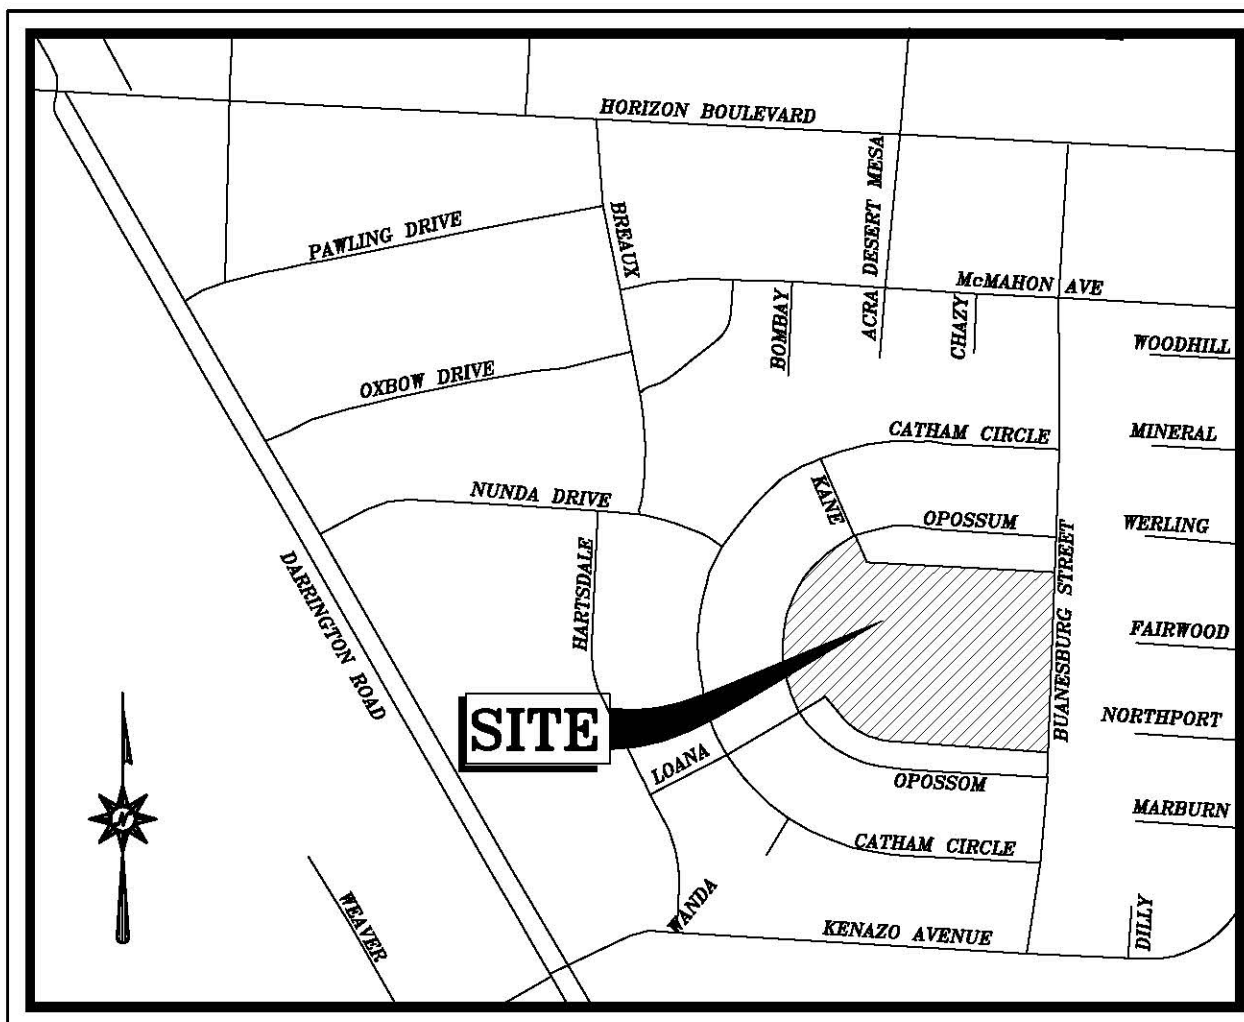 HORIZON BOULEVARD
DESERT MESA
PAWLING DRIVE
BREAUX
McMAHON AVE
BOMBAY
ACRA
CHAZY
WOODHILL
OXBOW DRIVE
CATHAM CIRCLE
MINERAL
NUNDA DRIVE
KANE
OPOSSUM
WERLING
HARTSDALE
DARRINGTON ROAD
BUANESBURG STREET
FAIRWOOD
SITE
NORTHPORT
LOANA
OPOSSOM
MARBURN
N
CATHAM CIRCLE
WANDA
WEAVER
KENAZO AVENUE
DILLY